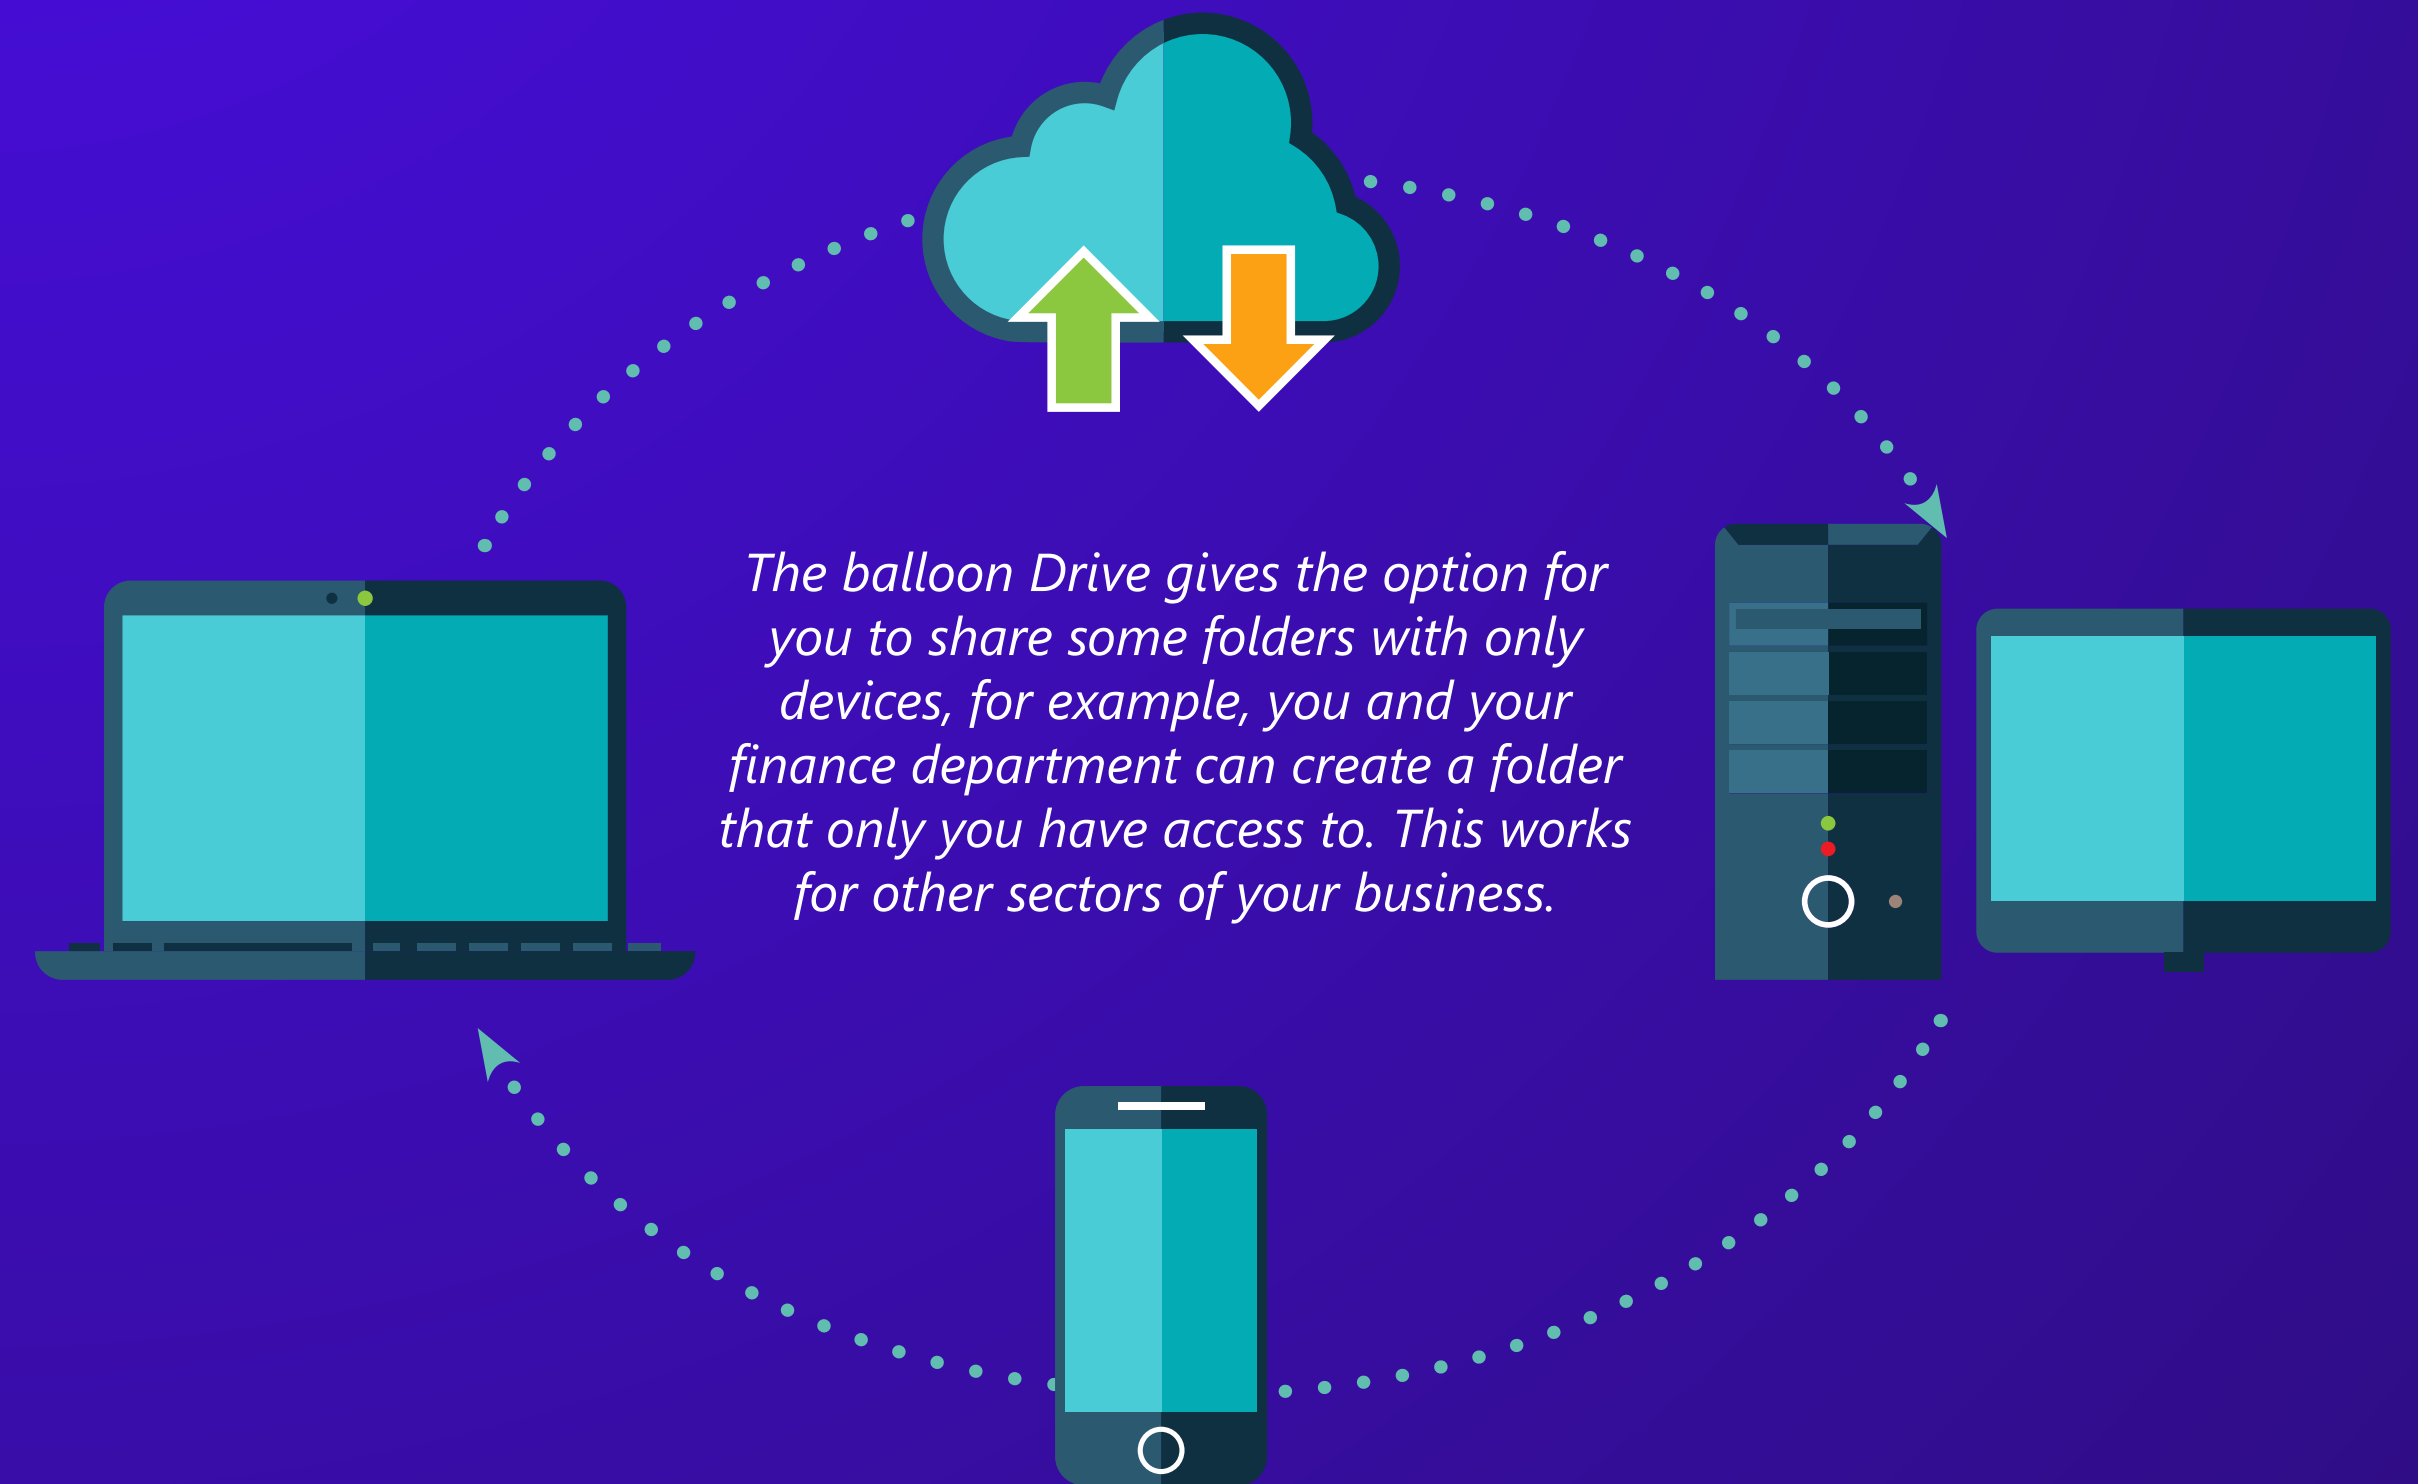 The balloon Drive gives the option for
you to share some folders with only
devices, for example, you and your
finance department can create a folder
that only you have access to. This works
for other sectors of your business.